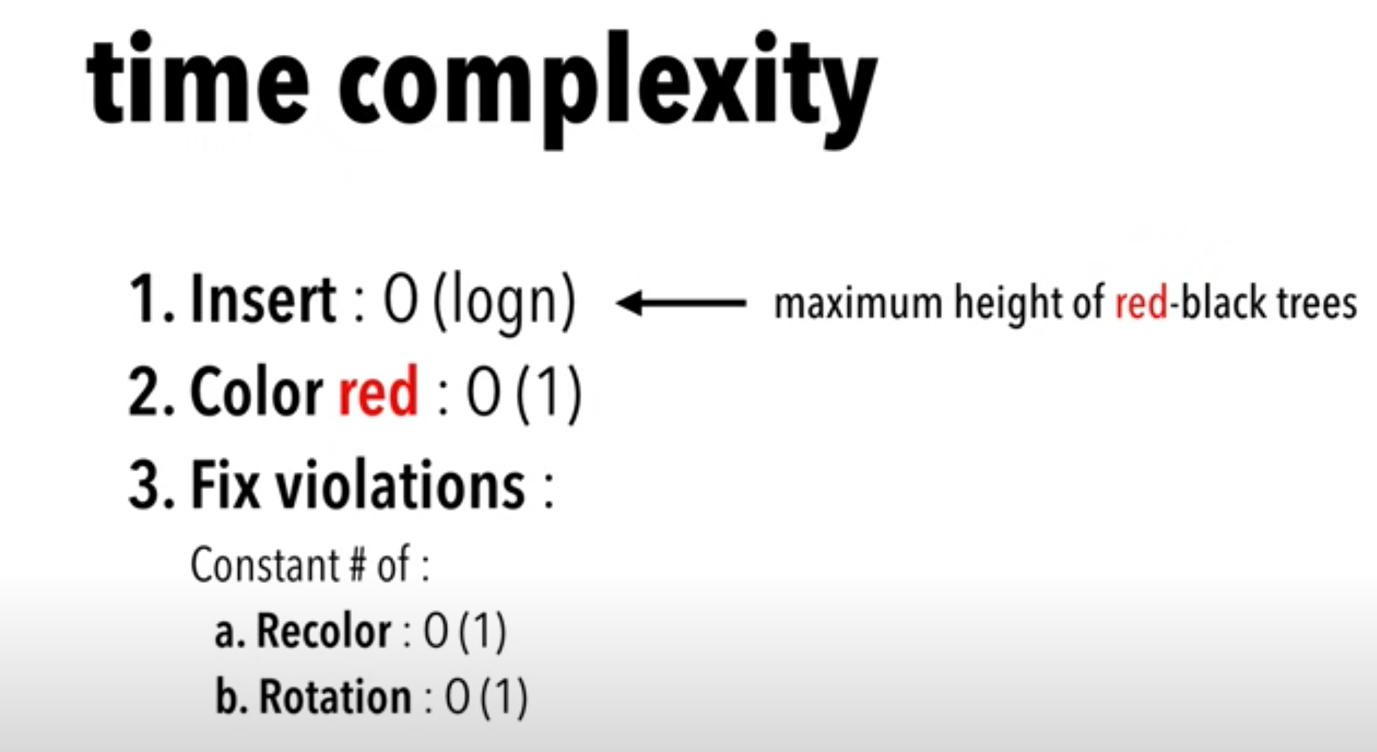 time complexity
1. Insert : O (logn) maximum height of red-black trees
2. Color red : O (1)
3. Fix violations :
Constant # of :
a. Recolor : O (1)
b. Rotation : O (1)